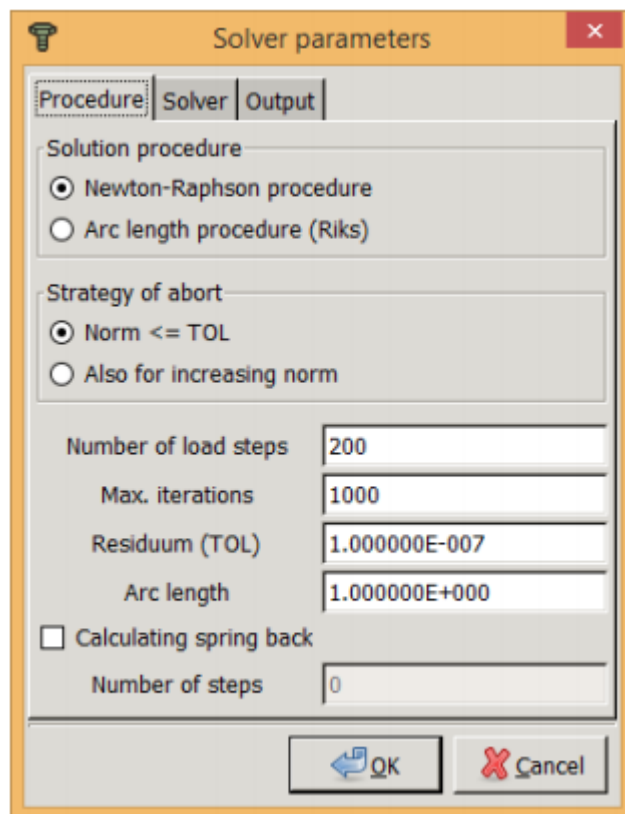 Solver parameters
Procedure Solver Output
Solution procedure
Newton-Raphson procedure
Arc length procedure (Riks)
Strategy of abort
Norm <= TOL
Also for increasing norm
Number of load steps 200
Max. iterations 1000
Residuum (TOL) 1.000000E-007
Arc length 1.000000E+000
Calculating spring back
Number of steps 0
OK Cancel